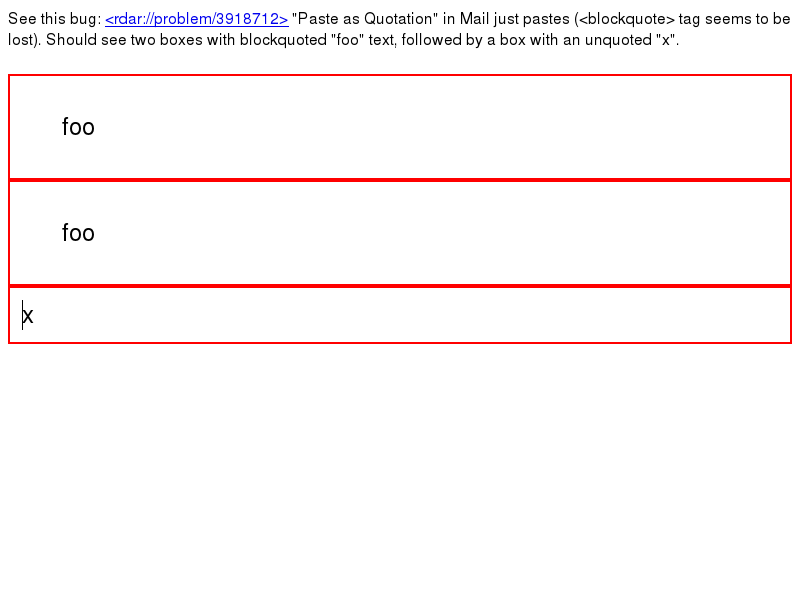 See this bug: <rdar://problem/3918712> "Paste as Quotation" in Mail just pastes (<blockquote> tag seems to be
lost). Should see two boxes with blockquoted "foo" text, followed by a box with an unquoted "x".
foo
foo
x